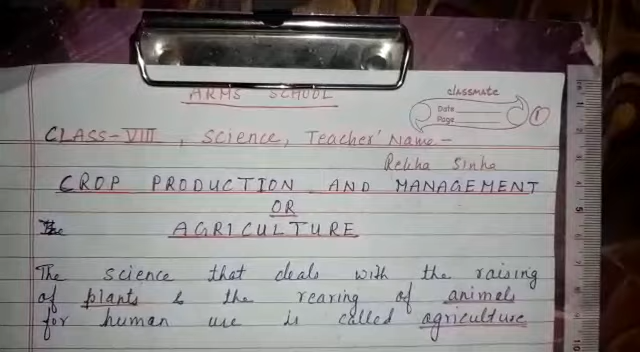 ARMS SCHOOL
classmate
Date
Page
1
CLASS-VIII, Science, Teacher' Name-
Rekha Sinha
CROP PRODUCTION AND MANAGEMENT
OR
AGRICULTURE
The science that deals with the raising
of plants & the rearing of animals
for human use is called agriculture